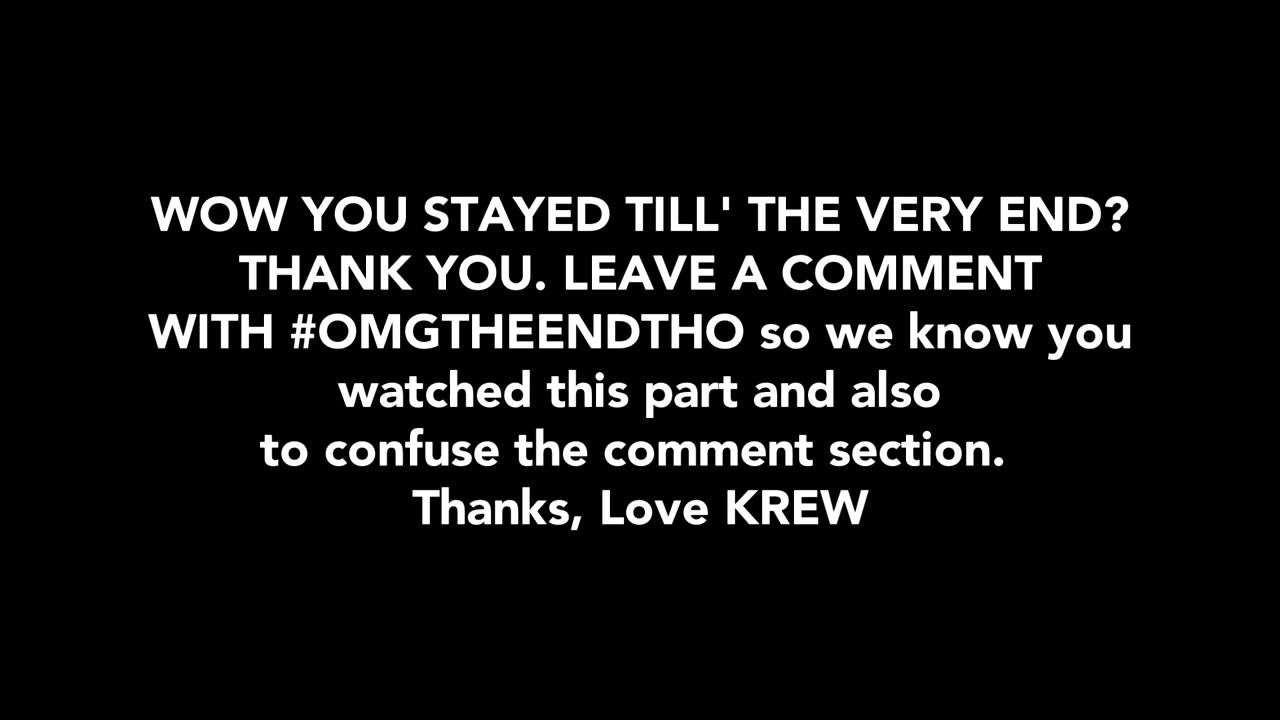 WOW YOU STAYED TILL' THE VERY END?
THANK YOU. LEAVE A COMMENT
WITH #OMGTHEENDTHO so we know you
watched this part and also
to confuse the comment section.
Thanks, Love KREW